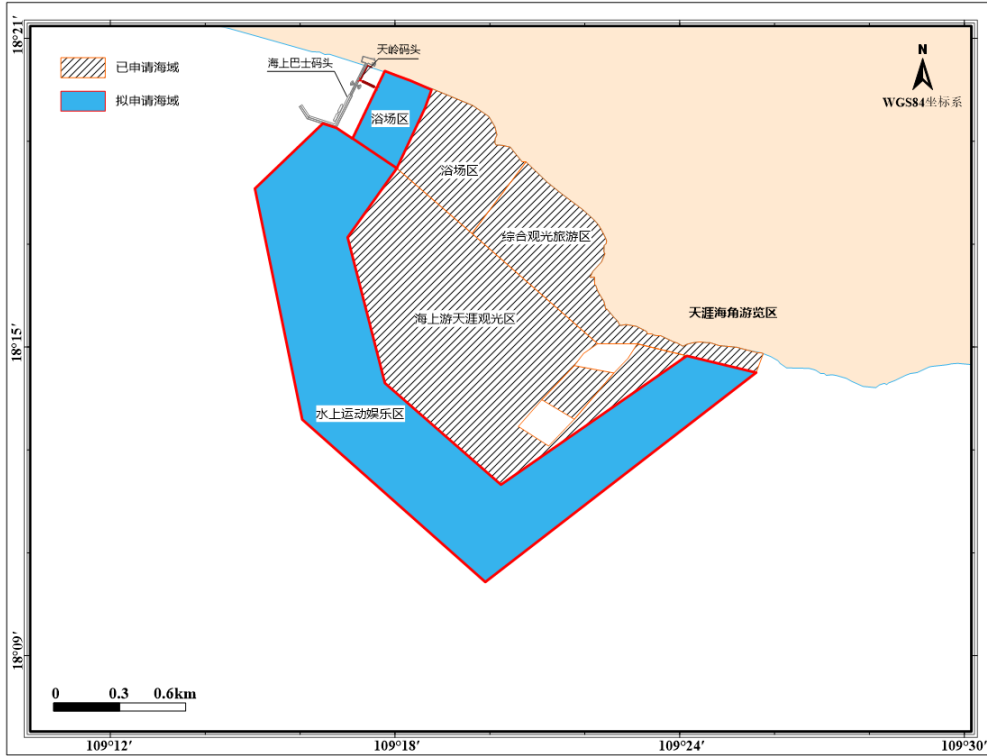 18°21′
天岭码头
海上巴士码头
已申请海域
拟申请海域
N
WGS84坐标系
浴场区
浴场区
综合观光旅游区
天涯海角游览区
海上游天涯观光区
18°15′
水上运动娱乐区
18°09′
0 0.3 0.6km
109°12′ 109°18′ 109°24′ 109°30′